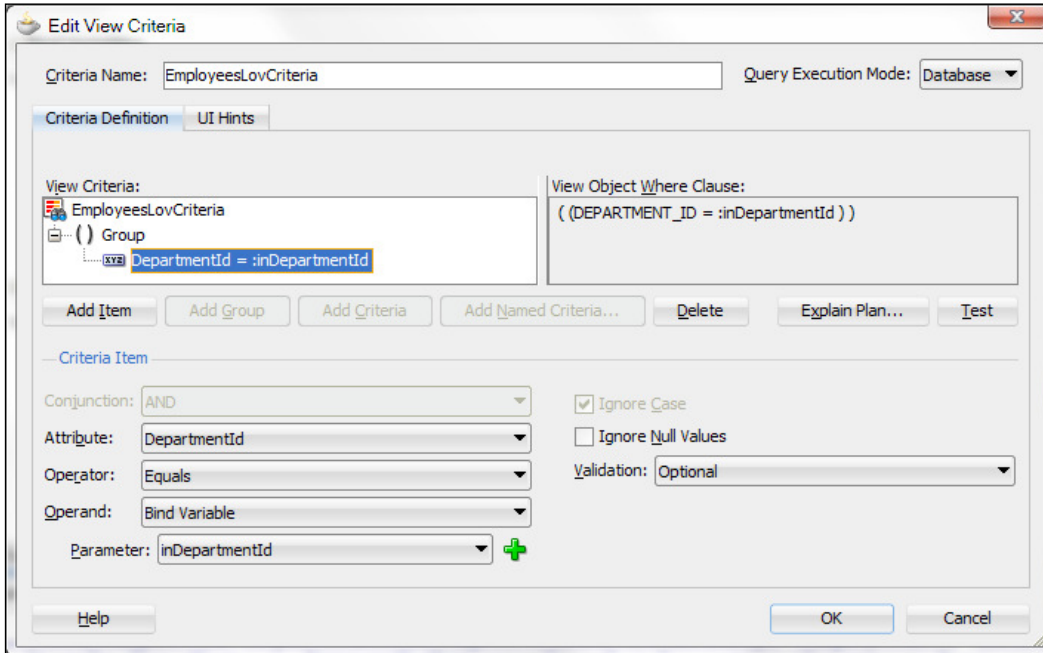 Edit View Criteria
Criteria Name: EmployeesLovCriteria Query Execution Mode: Database
Criteria Definition UI Hints
View Criteria: View Object Where Clause:
EmployeesLovCriteria ( (DEPARTMENT_ID = :inDepartmentId ) )
( ) Group
XYZ DepartmentId = :inDepartmentId
Add Item Add Group Add Criteria Add Named Criteria... Delete Explain Plan... Test
Criteria Item
Conjunction: AND Ignore Case
Attribute: DepartmentId Ignore Null Values
Operator: Equals Validation: Optional
Operand: Bind Variable
Parameter: inDepartmentId
Help OK Cancel